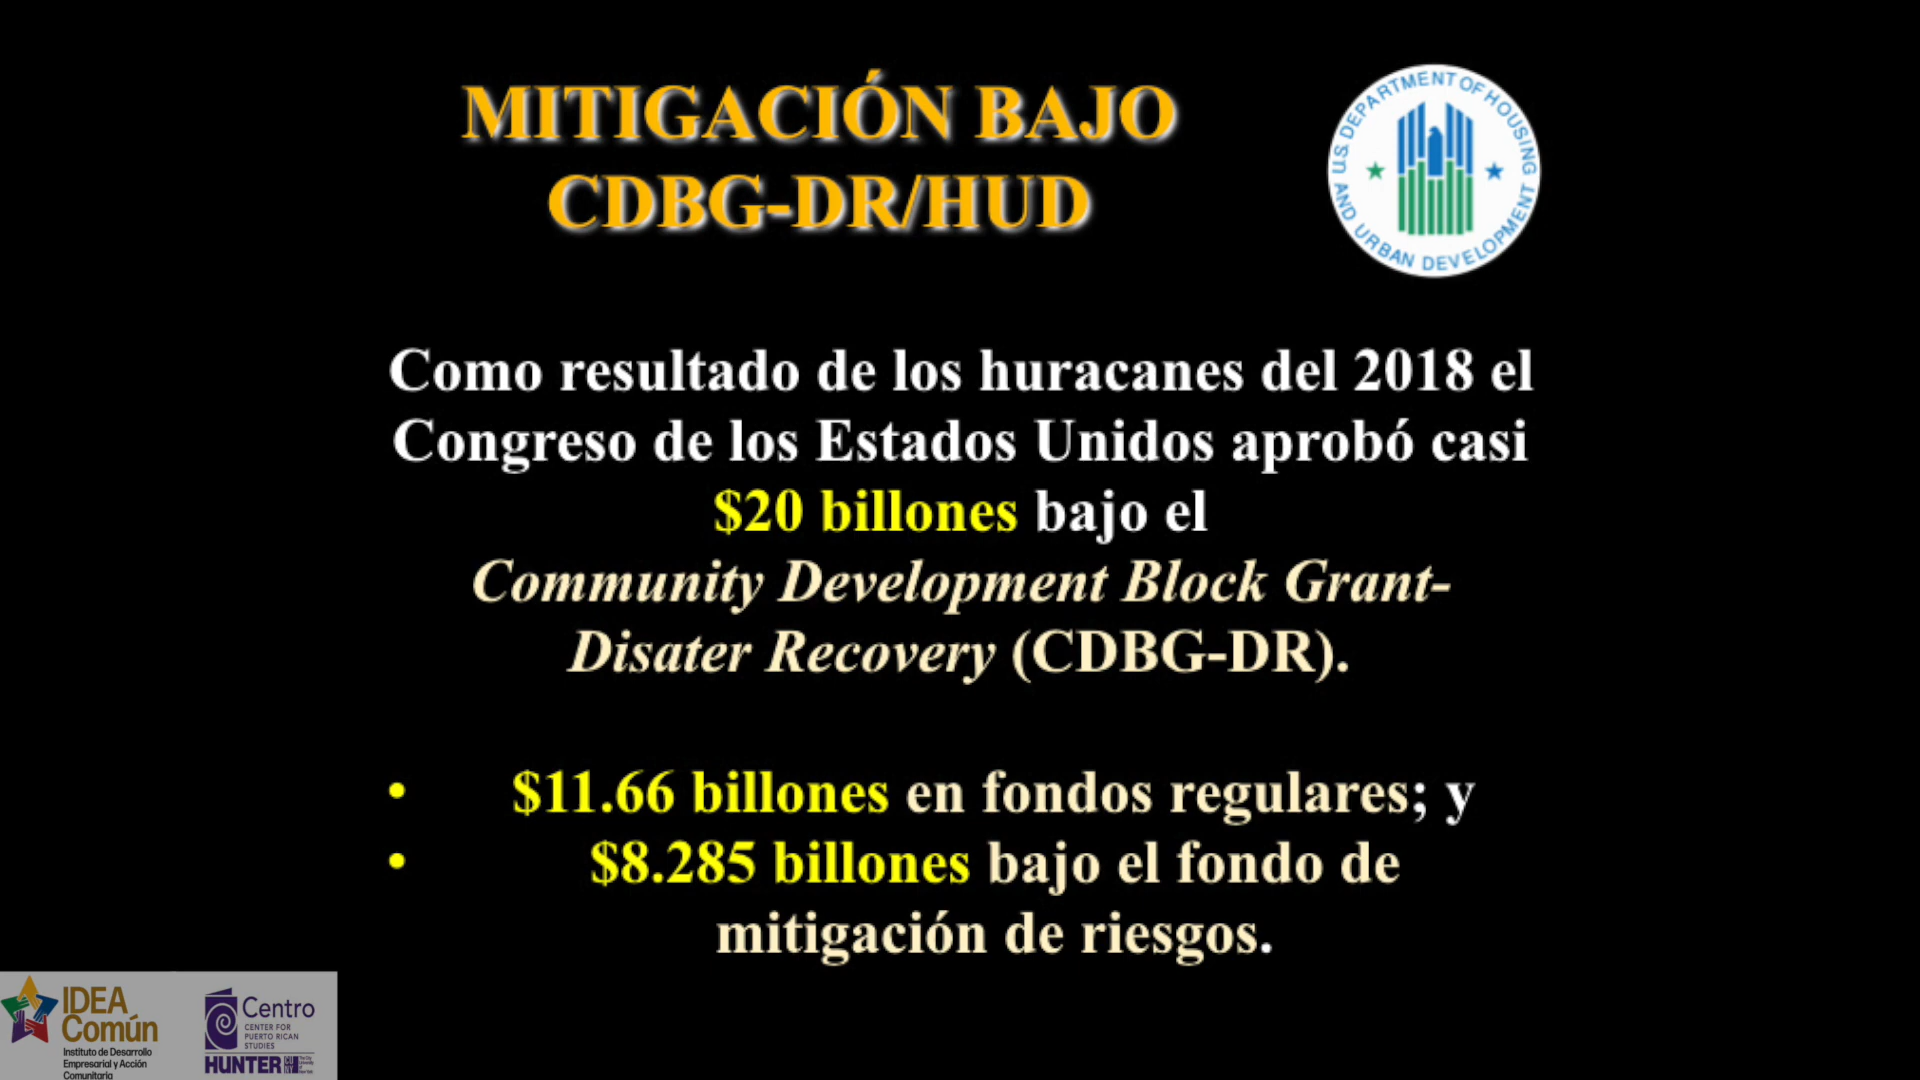 MITIGACIÓN BAJO
CDBG-DR/HUD
U.S. DEPARTMENT OF HOUSING
AND URBAN DEVELOPMENT
Como resultado de los huracanes del 2018 el
Congreso de los Estados Unidos aprobó casi
$20 billones bajo el
Community Development Block Grant-
Disater Recovery (CDBG-DR).
• $11.66 billones en fondos regulares; y
• $8.285 billones bajo el fondo de
mitigación de riesgos.
IDEA
Común
Instituto de Desarrollo
Empresarial y Acción
Comunitaria
Centro
CENTER FOR
PUERTO RICAN
STUDIES
HUNTER